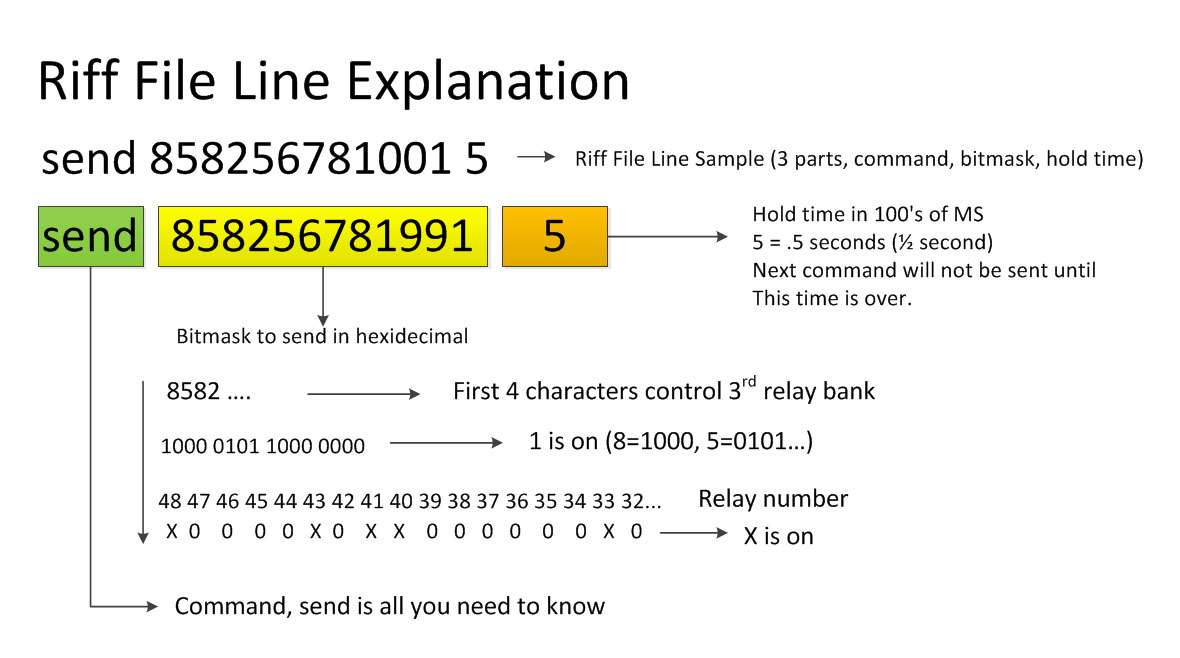 Riff File Line Explanation
send 858256781001 5
Riff File Line Sample (3 parts, command, bitmask, hold time)
send 858256781991 5
Hold time in 100's of MS
5 = .5 seconds (½ second)
Next command will not be sent until
This time is over.
Bitmask to send in hexidecimal
8582 ....
First 4 characters control 3rd relay bank
1000 0101 1000 0000
1 is on (8=1000, 5=0101...)
48 47 46 45 44 43 42 41 40 39 38 37 36 35 34 33 32...
Relay number
X 0 0 0 0 X 0 X X 0 0 0 0 0 0 X 0
X is on
Command, send is all you need to know